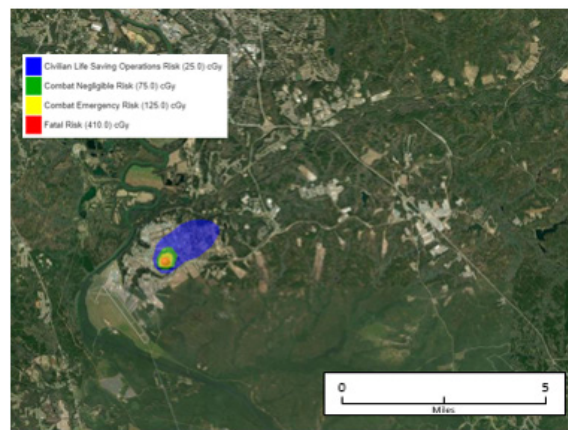 Civilian Life Saving Operations Risk (25.0) cGy
Combat Negligible Risk (75.0) cGy
Combat Emergency Risk (125.0) cGy
Fatal Risk (410.0) cGy
0 5
Miles